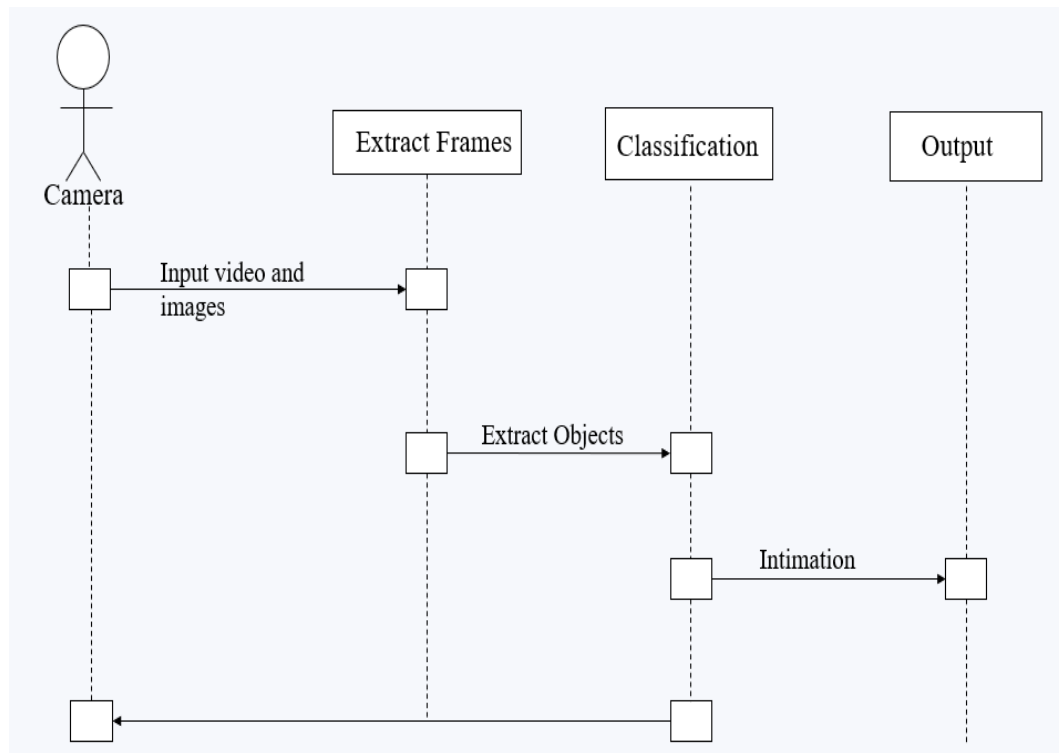 Camera
Extract Frames
Classification
Output
Input video and
images
Extract Objects
Intimation